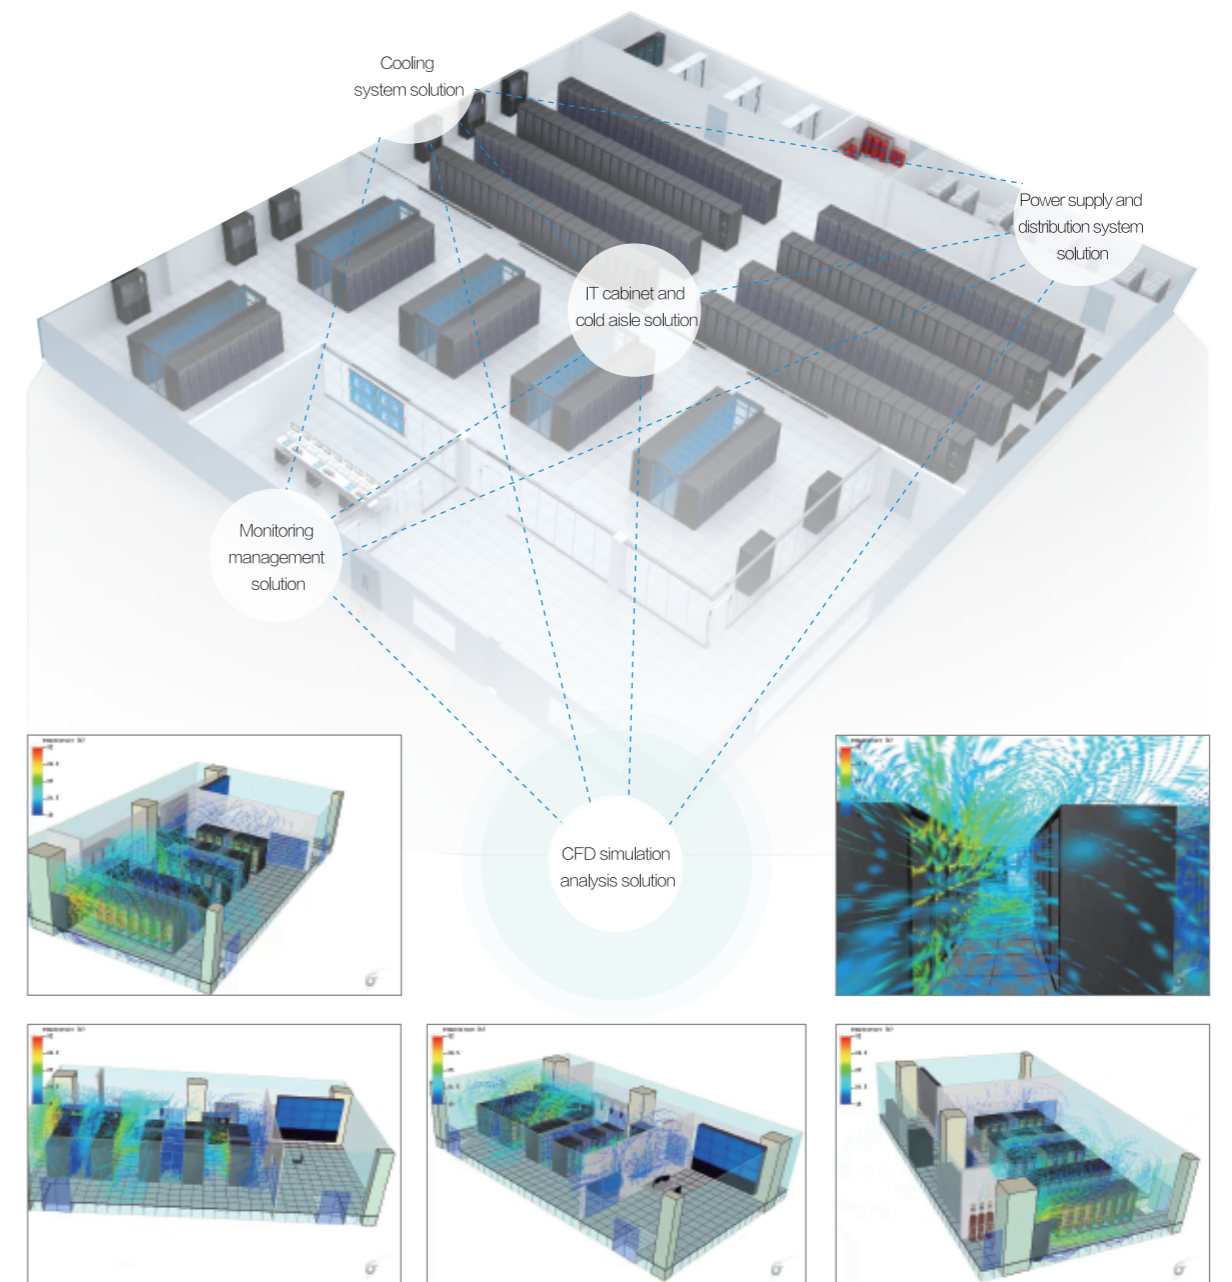 Cooling
system solution
Power supply and
distribution system
solution
IT cabinet and
cold aisle solution
Monitoring
management
solution
CFD simulation
analysis solution